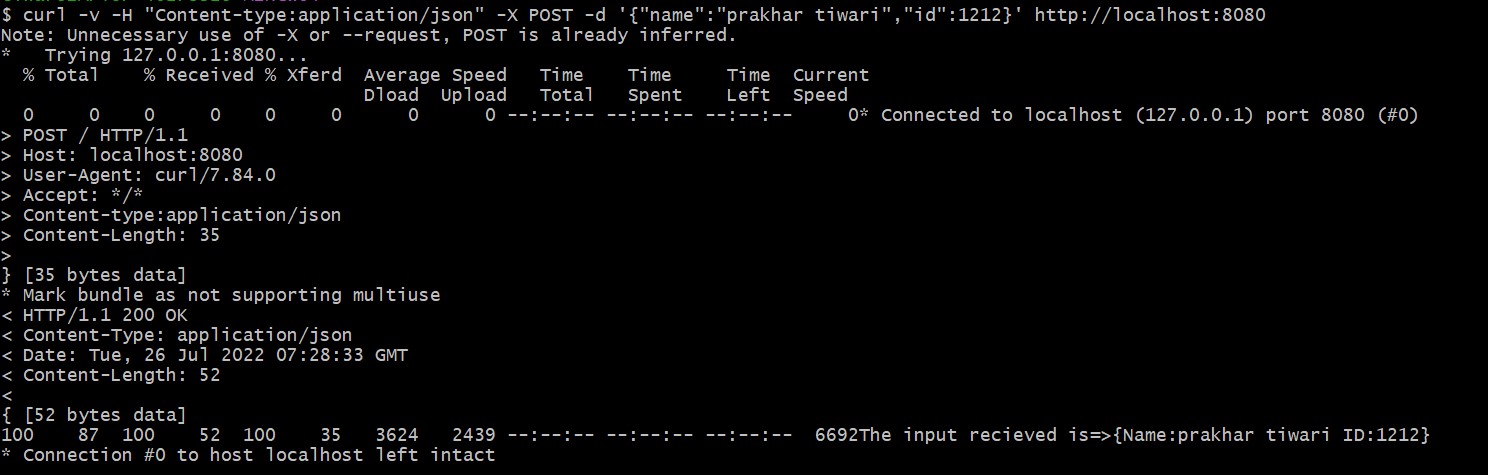 $ curl -v -H "Content-type:application/json" -X POST -d '{"name":"prakhar tiwari","id":1212}' http://localhost:8080
Note: Unnecessary use of -X or --request, POST is already inferred.
*   Trying 127.0.0.1:8080...
  % Total    % Received % Xferd  Average Speed   Time    Time     Time  Current
                                 Dload  Upload   Total   Spent    Left  Speed
  0     0    0     0    0     0      0      0 --:--:-- --:--:-- --:--:--     0* Connected to localhost (127.0.0.1) port 8080 (#0)
> POST / HTTP/1.1
> Host: localhost:8080
> User-Agent: curl/7.84.0
> Accept: */*
> Content-type:application/json
> Content-Length: 35
>
} [35 bytes data]
* Mark bundle as not supporting multiuse
< HTTP/1.1 200 OK
< Content-Type: application/json
< Date: Tue, 26 Jul 2022 07:28:33 GMT
< Content-Length: 52
<
{ [52 bytes data]
100    87  100    52  100    35   3624   2439 --:--:-- --:--:-- --:--:--  6692The input recieved is=>{Name:prakhar tiwari ID:1212}
* Connection #0 to host localhost left intact